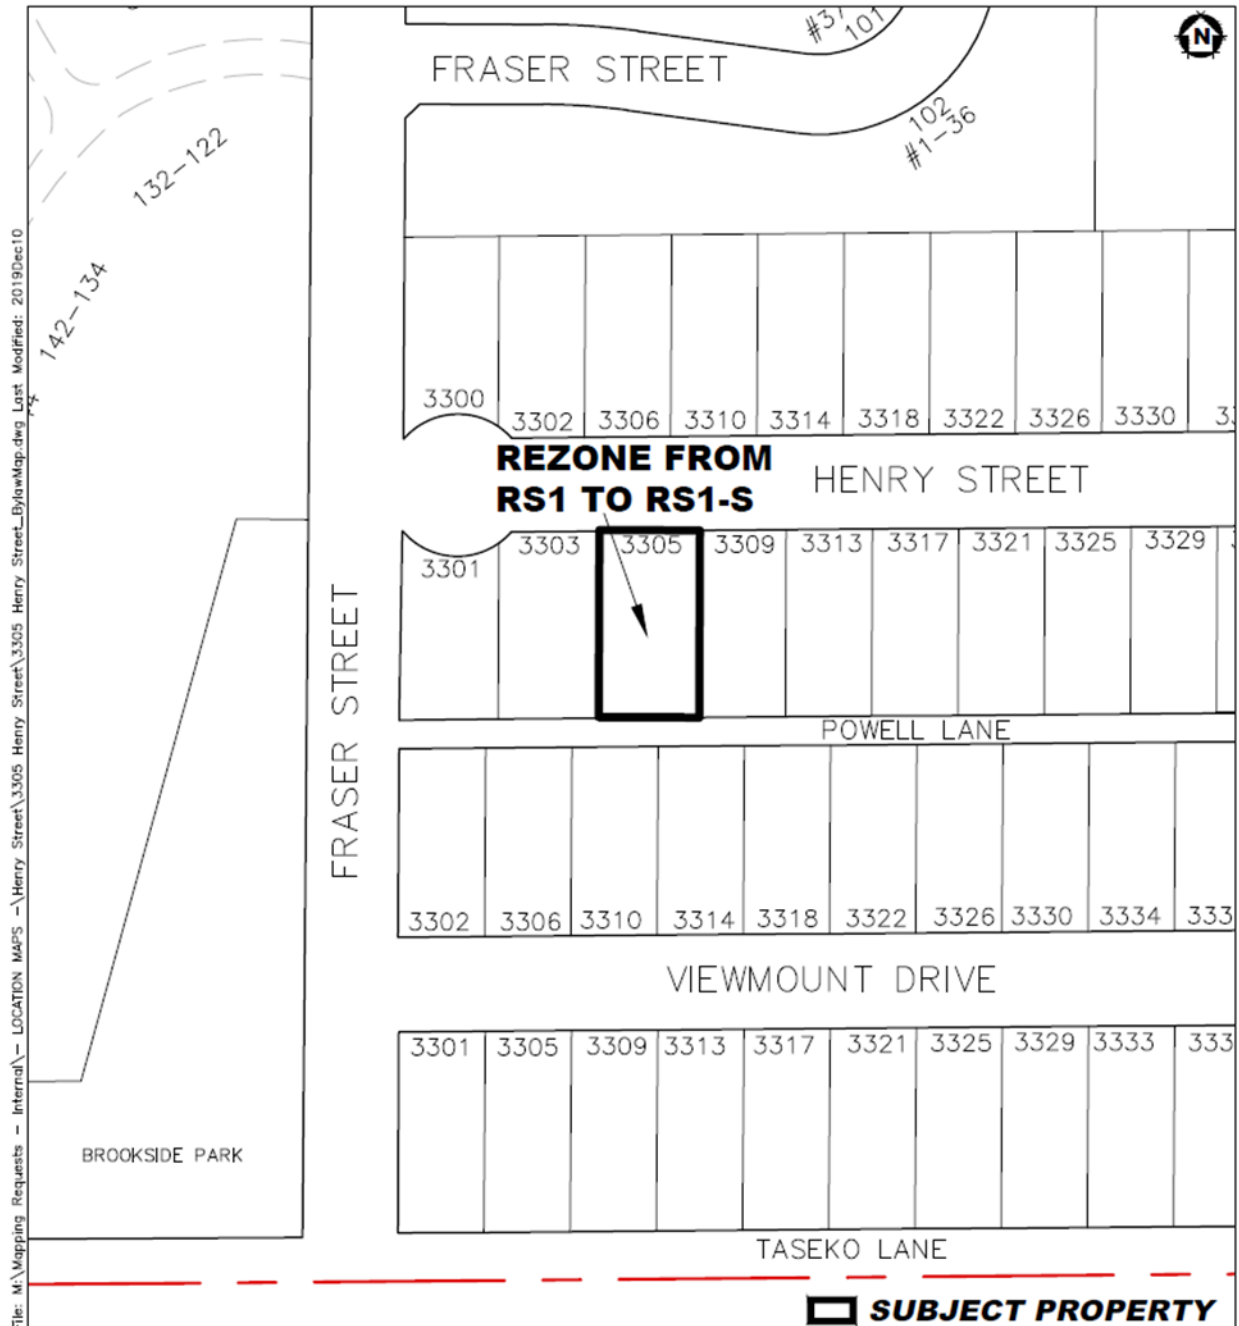 N
#37
101
FRASER STREET
102
#1-36
132-122
142-134
3300
3302 3306 3310 3314 3318 3322 3326 3330
REZONE FROM
RS1 TO RS1-S
HENRY STREET
3301 3303 3305 3309 3313 3317 3321 3325 3329
FRASER STREET
POWELL LANE
3302 3306 3310 3314 3318 3322 3326 3330 3334 333
VIEWMOUNT DRIVE
3301 3305 3309 3313 3317 3321 3325 3329 3333 333
BROOKSIDE PARK
TASEKO LANE
SUBJECT PROPERTY
File: M:\Mapping Requests - Internal\- LOCATION MAPS -\Henry Street\3305 Henry Street\3305 Henry Street_BylawMap.dwg Last Modified: 2019Dec10